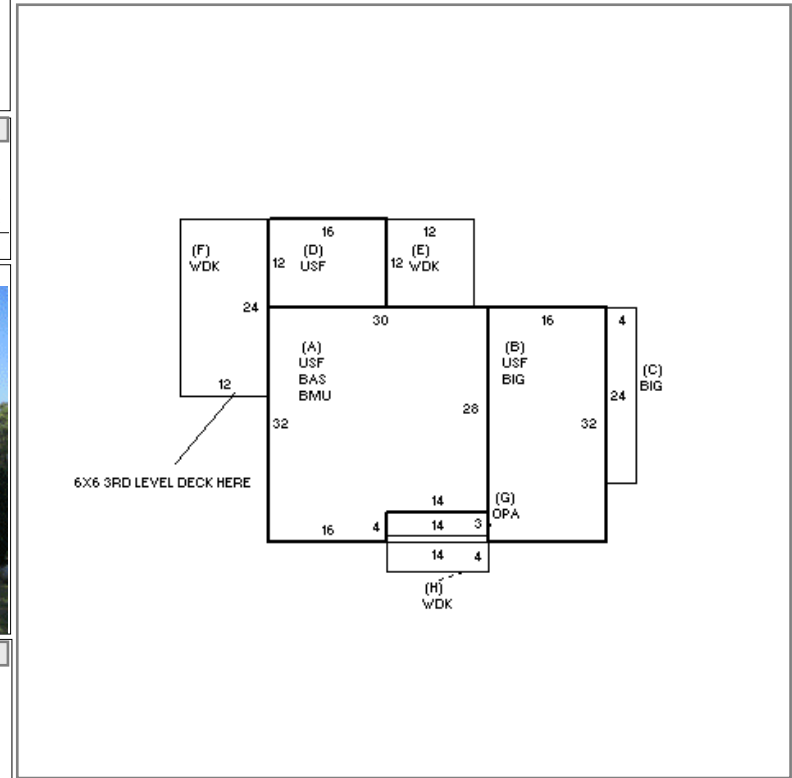 16
12
(F)
WDK
12
(D)
USF
12
(E)
WDK
24
30
16
4
(A)
USF
BAS
BMU
(B)
USF
BIG
(C)
BIG
12
28
24
32
32
6X6 3RD LEVEL DECK HERE
14
(G)
OPA
16
4
14
3
14
4
(H)
WDK